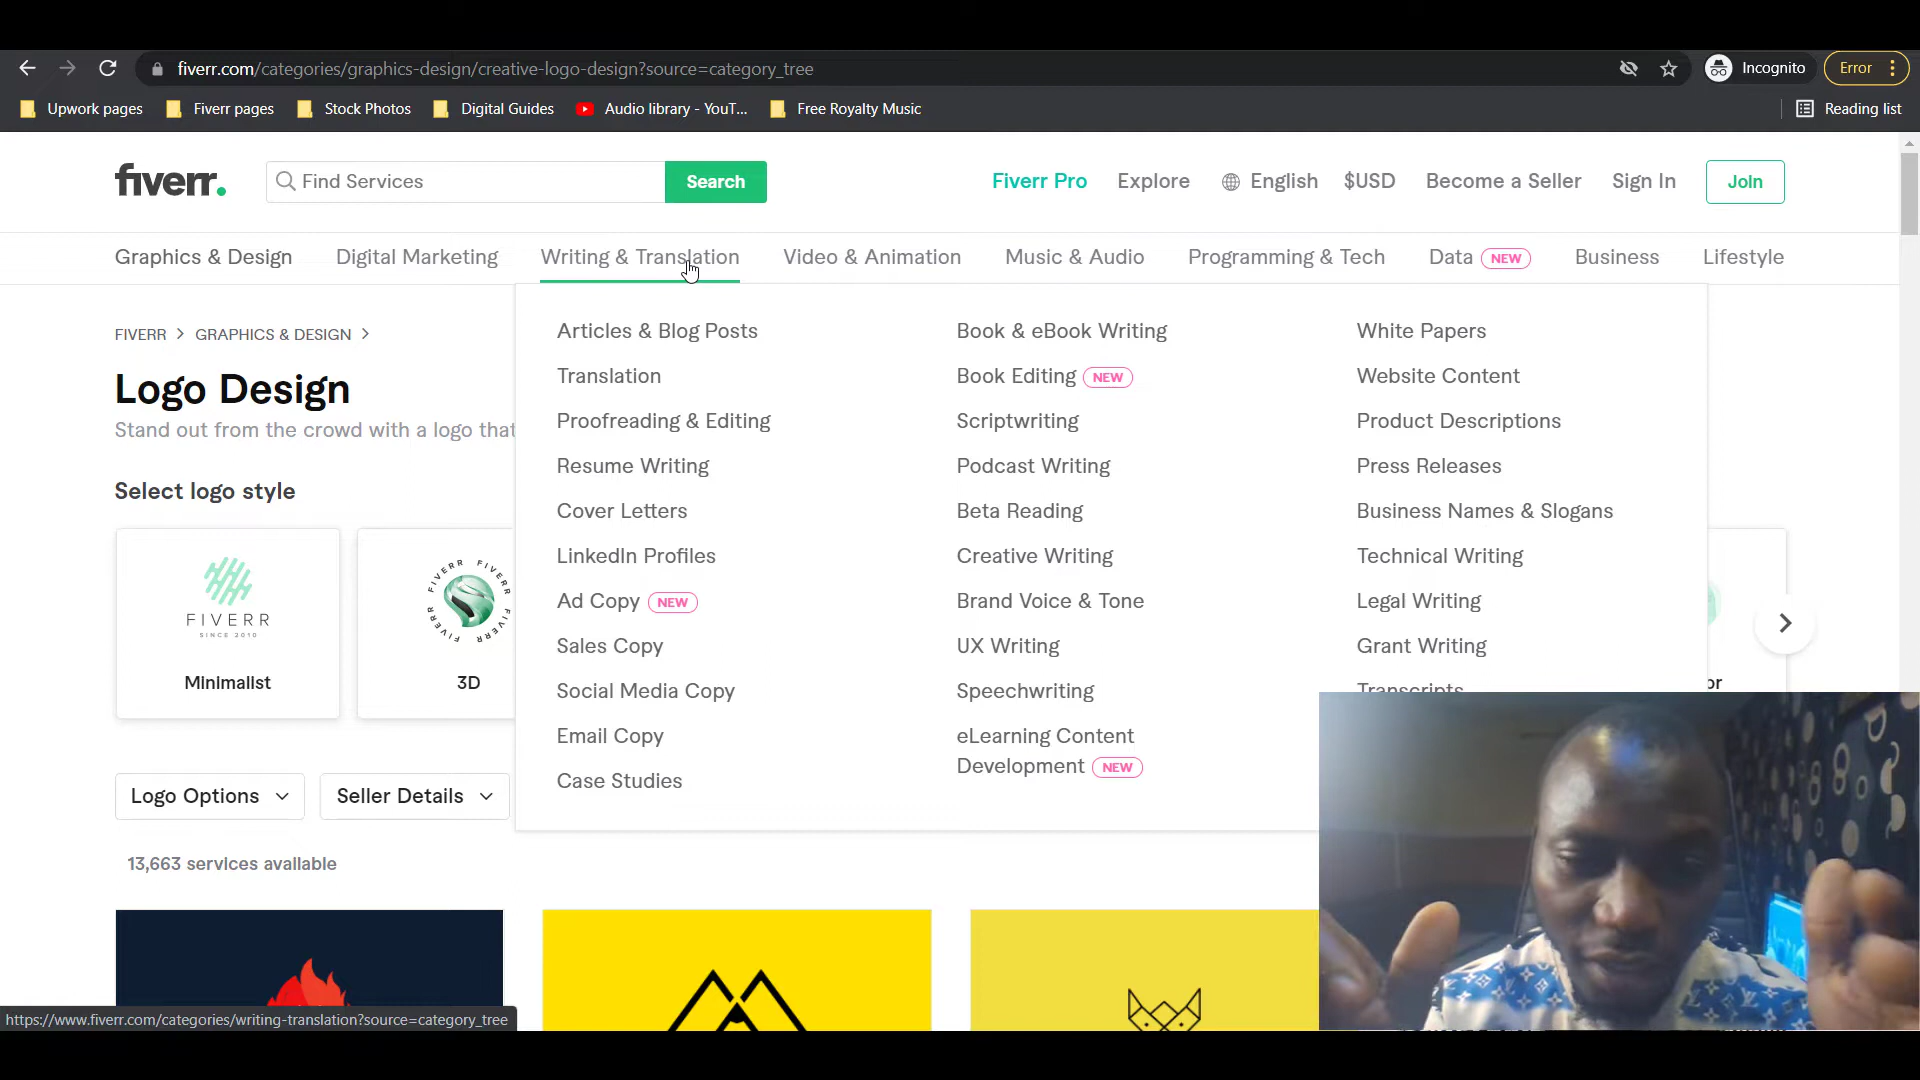 fiverr.com/categories/graphics-design/creative-logo-design?source=category_tree
Incognito
Error
Upwork pages
Fiverr pages
Stock Photos
Digital Guides
Audio library - YouT...
Free Royalty Music
Reading list
fiverr.
Find Services
Search
Fiverr Pro
Explore
English
$USD
Become a Seller
Sign In
Join
Graphics & Design
Digital Marketing
Writing & Translation
Video & Animation
Music & Audio
Programming & Tech
Data NEW
Business
Lifestyle
FIVERR > GRAPHICS & DESIGN >
Logo Design
Stand out from the crowd with a logo that
Select logo style
FIVERR
SINCE 2010
Minimalist
FIVERR FIVERR FIVERR FIVERR
3D
Articles & Blog Posts
Translation
Proofreading & Editing
Resume Writing
Cover Letters
LinkedIn Profiles
Ad Copy NEW
Sales Copy
Social Media Copy
Email Copy
Case Studies
Book & eBook Writing
Book Editing NEW
Scriptwriting
Podcast Writing
Beta Reading
Creative Writing
Brand Voice & Tone
UX Writing
Speechwriting
eLearning Content
Development NEW
White Papers
Website Content
Product Descriptions
Press Releases
Business Names & Slogans
Technical Writing
Legal Writing
Grant Writing
Transcripts
or
Logo Options
Seller Details
13,663 services available
https://www.fiverr.com/categories/writing-translation?source=category_tree